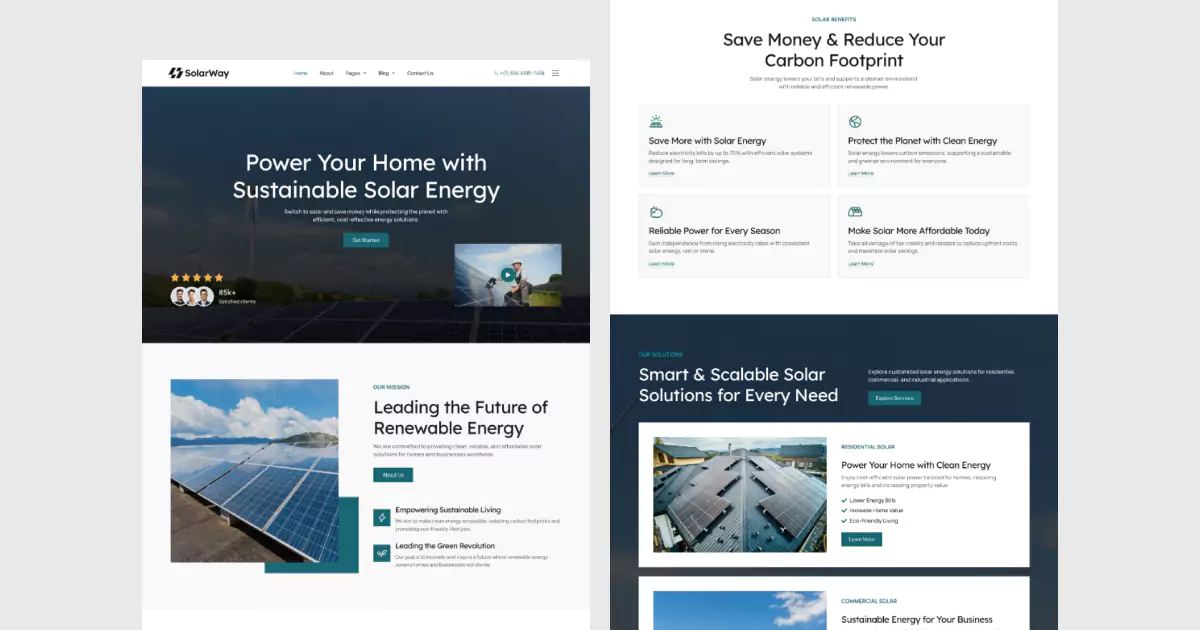 SolarWay
Home About Pages Blog Contact Us
Power Your Home with
Sustainable Solar Energy
Switch to solar and save money while protecting the planet with
efficient, cost-effective energy solutions.
Get Started
85k+
Satisfied clients
OUR MISSION
Leading the Future of
Renewable Energy
We are committed to providing clean, reliable, and affordable solar
solutions for homes and businesses worldwide.
About Us
Empowering Sustainable Living
We aim to make clean energy accessible, reducing carbon footprints and
promoting eco-friendly lifestyles.
Leading the Green Revolution
Our goal is to innovate and inspire a future where renewable energy
powers homes and businesses worldwide.
SOLAR BENEFITS
Save Money & Reduce Your
Carbon Footprint
Solar energy lowers your bills and supports a cleaner environment
with reliable and efficient renewable power.
Save More with Solar Energy
Reduce electricity bills by up to 70% with efficient solar systems
designed for long-term savings.
Learn More
Protect the Planet with Clean Energy
Solar energy lowers carbon emissions, supporting a sustainable
and greener environment for everyone.
Learn More
Reliable Power for Every Season
Gain independence from rising electricity rates with consistent
solar energy, rain or shine.
Learn More
Make Solar More Affordable Today
Take advantage of tax credits and rebates to reduce upfront costs
and maximize solar savings.
Learn More
OUR SOLUTIONS
Smart & Scalable Solar
Solutions for Every Need
Explore customized solar energy solutions for residential,
commercial, and industrial applications.
Explore Services
RESIDENTIAL SOLAR
Power Your Home with Clean Energy
Enjoy cost-efficient solar power tailored for homes, reducing
energy bills and increasing property value.
Lower Energy Bills
Increase Home Value
Eco-Friendly Living
Learn More
COMMERCIAL SOLAR
Sustainable Energy for Your Business